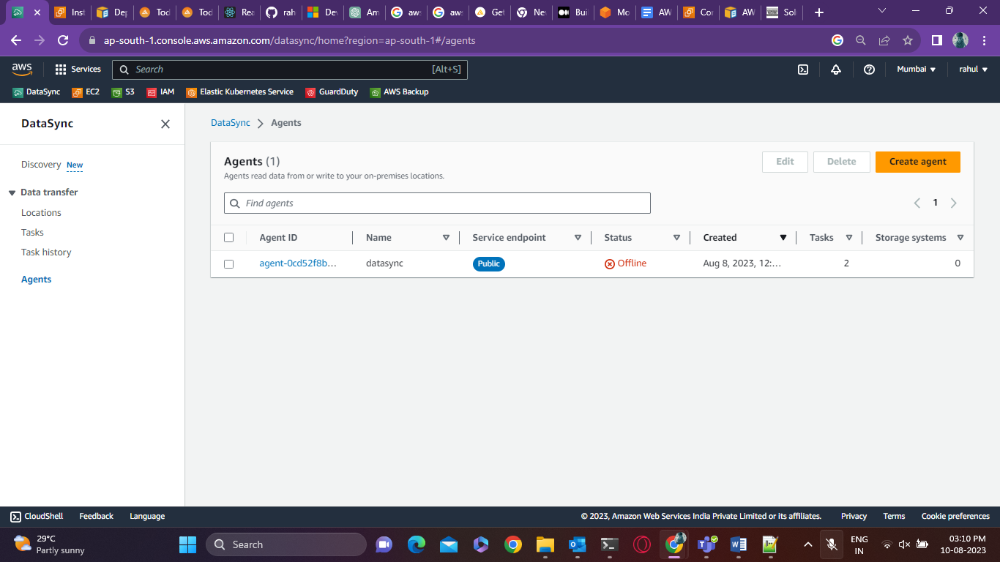 Inst
Dep
Tod
Tod
Rea
rah
Dev
Am
aws
aws
Get
Nev
Bui
Mo
AW
Cor
AW
Sol
ap-south-1.console.aws.amazon.com/datasync/home?region=ap-south-1#/agents
aws
Services
Search
[Alt+S]
Mumbai
rahul
DataSync
EC2
S3
IAM
Elastic Kubernetes Service
GuardDuty
AWS Backup
DataSync
Discovery New
Data transfer
Locations
Tasks
Task history
Agents
DataSync
Agents
Agents (1)
Agents read data from or write to your on-premises locations.
Edit
Delete
Create agent
Find agents
1
Agent ID
Name
Service endpoint
Status
Created
Tasks
Storage systems
agent-0cd52f8b...
datasync
Public
Offline
Aug 8, 2023, 12:...
2
0
CloudShell
Feedback
Language
© 2023, Amazon Web Services India Private Limited or its affiliates.
Privacy
Terms
Cookie preferences
29°C
Partly sunny
Search
ENG
IN
03:10 PM
10-08-2023